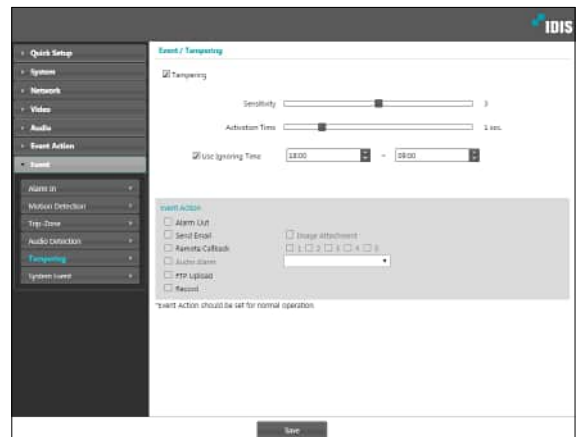 IDIS
Quick Setup
System
Network
Video
Audio
Event Action
Event
Alarm In
Motion Detection
Trip-Zone
Audio Detection
Tampering
System Event
Event / Tampering
Tampering
Sensitivity 3
Activation Time 1 sec.
Use Ignoring Time 18:00 ~ 09:00
Event Action
Alarm Out
Send Email Image Attachment
Remote Callback 1 2 3 4 5
Audio Alarm
FTP Upload
Record
*Event Action should be set for normal operation.
Save